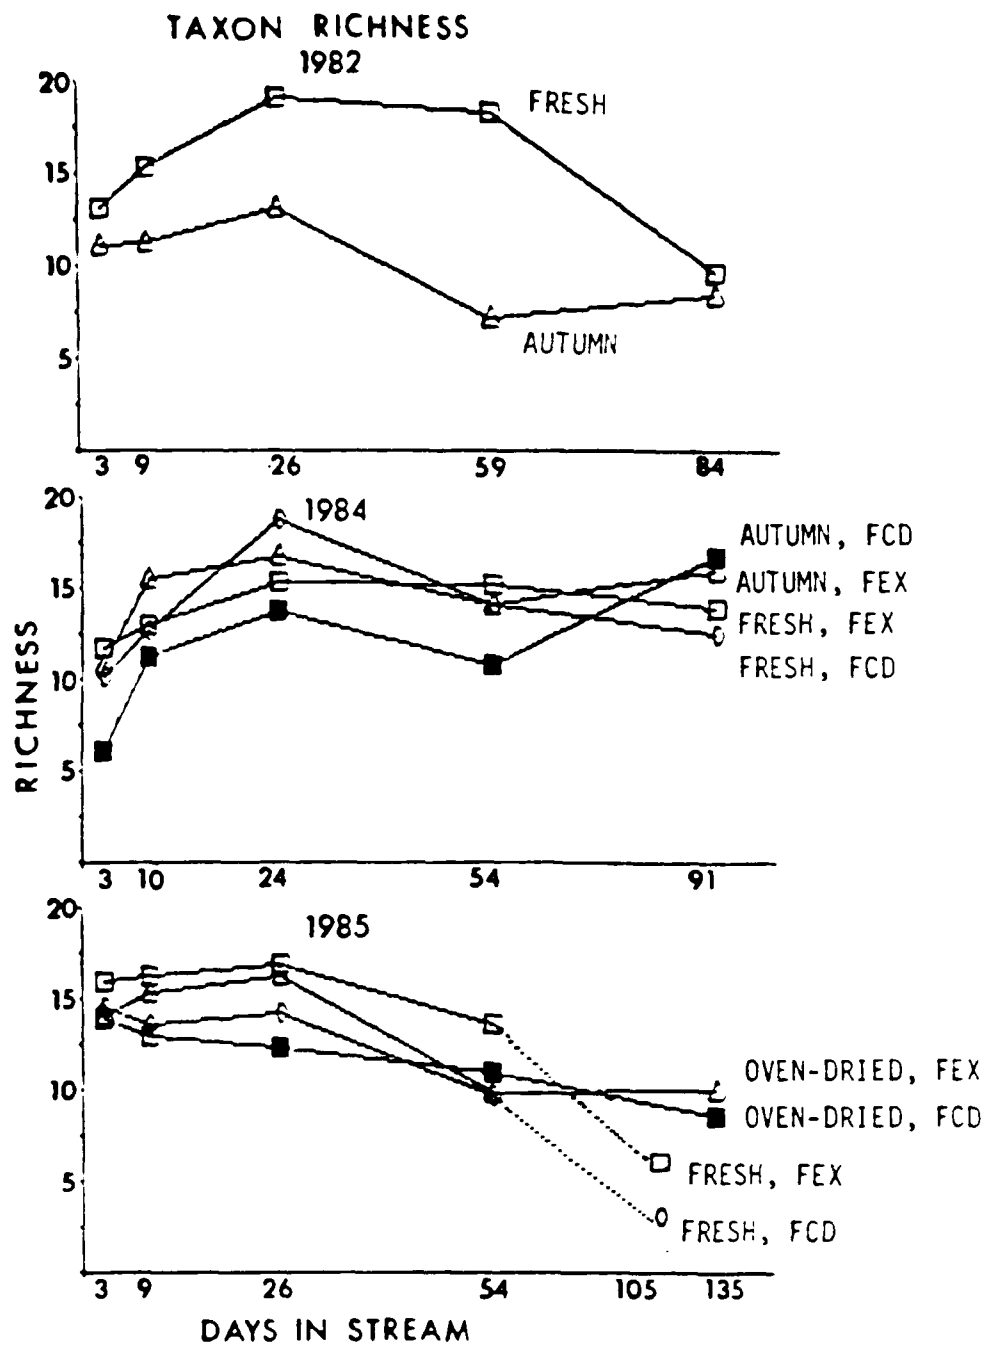 TAXON RICHNESS
1982
20
15
10
5
FRESH
AUTUMN
3 9 26 59 84
RICHNESS
1984
20
15
10
5
AUTUMN, FCD
AUTUMN, FEX
FRESH, FEX
FRESH, FCD
3 10 24 54 91
1985
20
15
10
5
OVEN-DRIED, FEX
OVEN-DRIED, FCD
FRESH, FEX
FRESH, FCD
3 9 26 54 105 135
DAYS IN STREAM